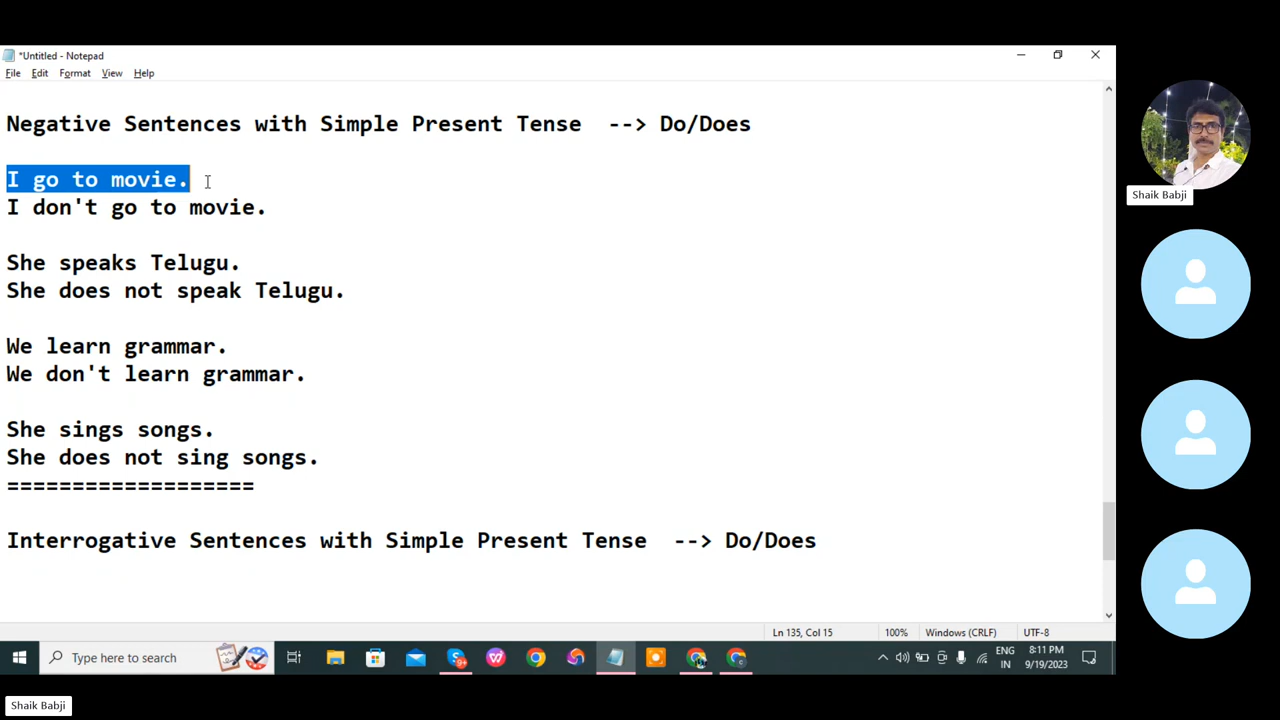 *Untitled - Notepad
File Edit Format View Help
Negative Sentences with Simple Present Tense --> Do/Does
I go to movie.
I don't go to movie.
She speaks Telugu.
She does not speak Telugu.
We learn grammar.
We don't learn grammar.
She sings songs.
She does not sing songs.
===================
Interrogative Sentences with Simple Present Tense --> Do/Does
Ln 135, Col 15 100% Windows (CRLF) UTF-8
Type here to search
ENG
IN
8:11 PM
9/19/2023
Shaik Babji
Shaik Babji